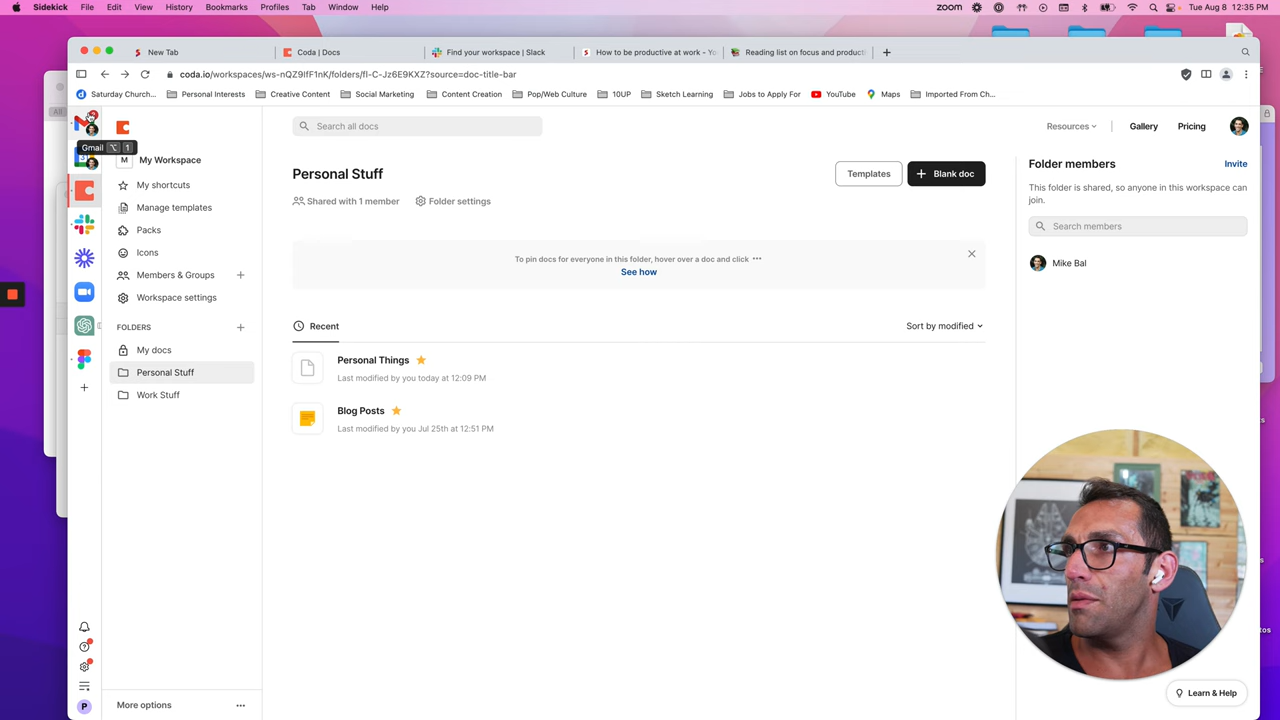 Sidekick File Edit View History Bookmarks Profiles Tab Window Help zoom Tue Aug 8 12:35 PM
New Tab Coda | Docs Find your workspace | Slack How to be productive at work - Yo Reading list on focus and producti
coda.io/workspaces/ws-nQZ9lfF1nK/folders/fl-C-Jz6E9KXZ?source=doc-title-bar
Saturday Church... Personal Interests Creative Content Social Marketing Content Creation Pop/Web Culture 10UP Sketch Learning Jobs to Apply For YouTube Maps Imported From Ch...
Gmail ⌥ 1
M My Workspace
My shortcuts
Manage templates
Packs
Icons
Members & Groups
Workspace settings
FOLDERS
My docs
Personal Stuff
Work Stuff
More options
P
Search all docs
Resources Gallery Pricing
Personal Stuff
Templates
Blank doc
Shared with 1 member Folder settings
To pin docs for everyone in this folder, hover over a doc and click •••
See how
Recent
Sort by modified
Personal Things
Last modified by you today at 12:09 PM
Blog Posts
Last modified by you Jul 25th at 12:51 PM
Folder members Invite
This folder is shared, so anyone in this workspace can
join.
Search members
Mike Bal
Learn & Help